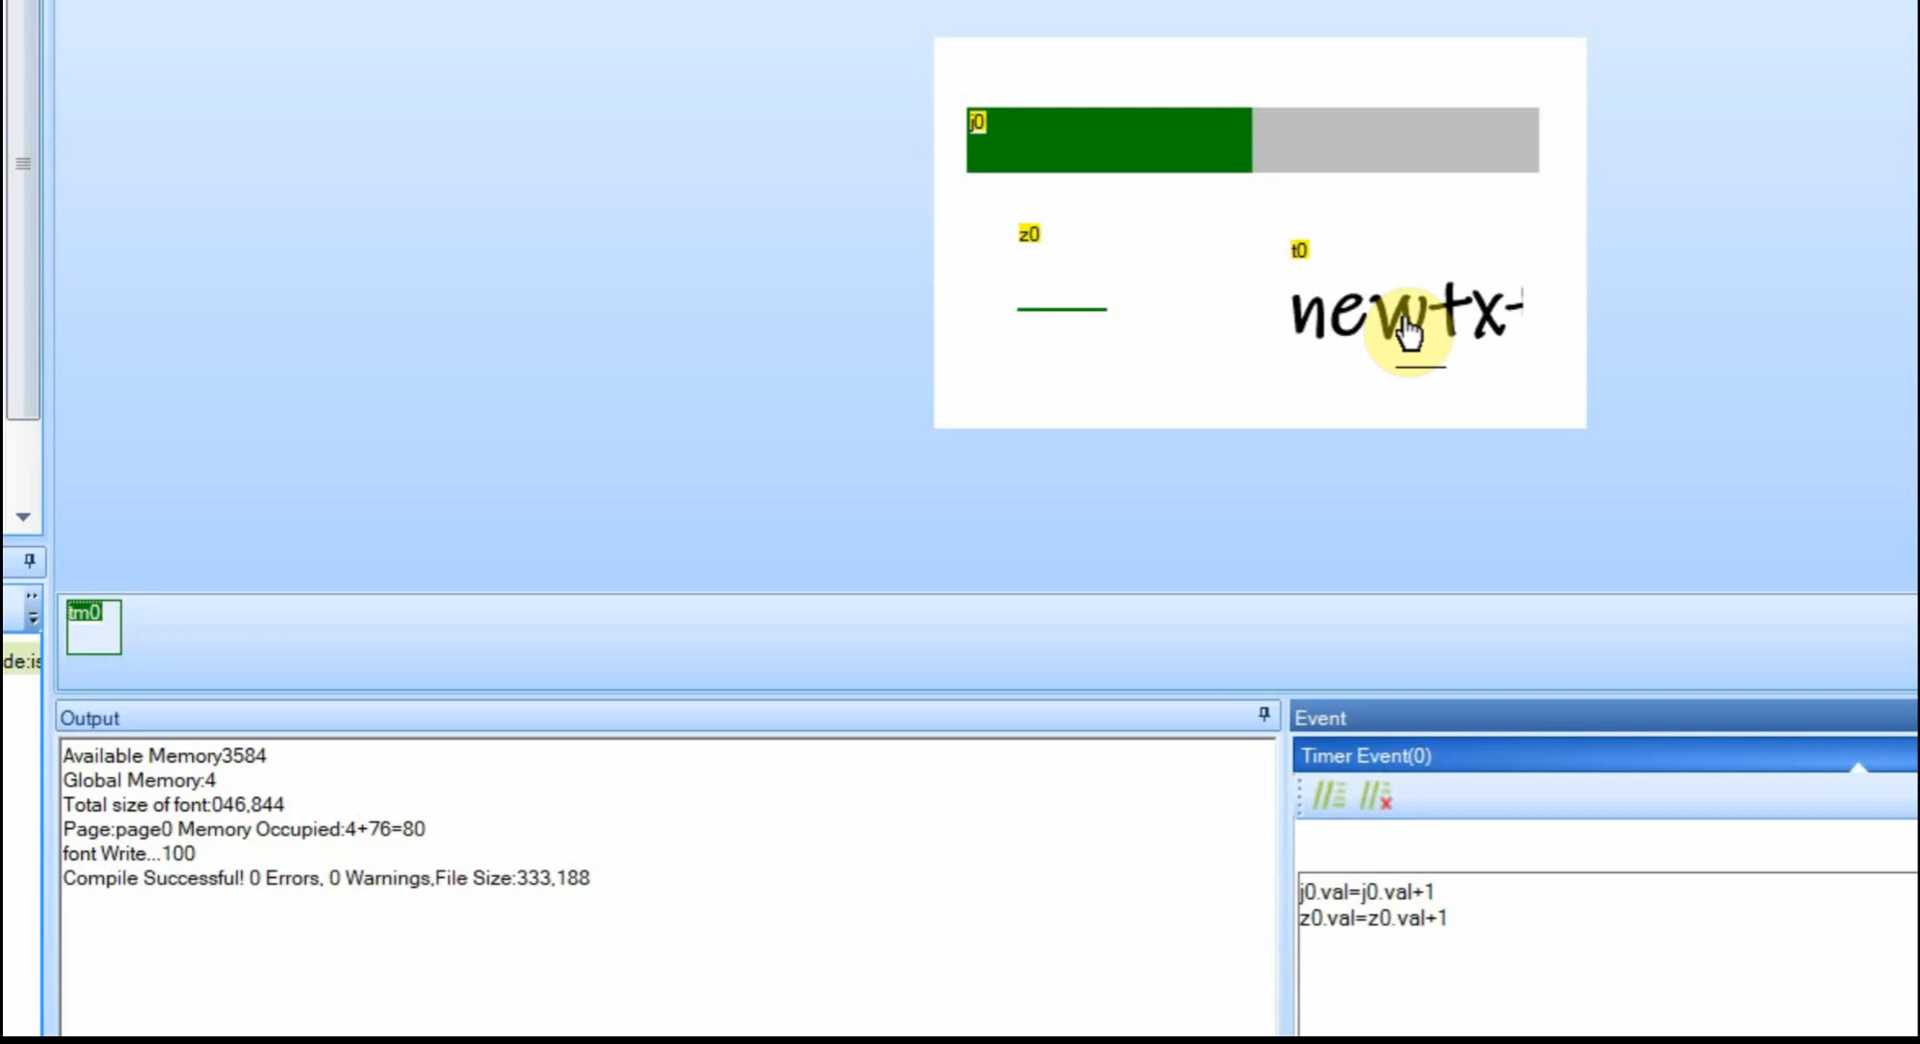 j0
z0
t0
newtx
tm0
de:is
Output
Available Memory3584
Global Memory:4
Total size of font:046,844
Page:page0 Memory Occupied:4+76=80
font Write...100
Compile Successful! 0 Errors, 0 Warnings,File Size:333,188
Event
Timer Event(0)
j0.val=j0.val+1
z0.val=z0.val+1